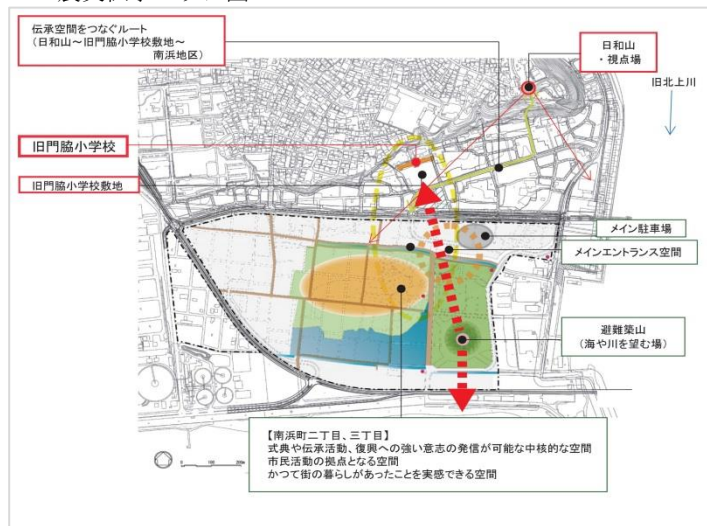 伝承空間をつなぐルート
(日和山～旧門脇小学校敷地～
南浜地区)
日和山
・視点場
旧北上川
旧門脇小学校
旧門脇小学校敷地
メイン駐車場
メインエントランス空間
避難築山
(海や川を望む場)
【南浜町二丁目、三丁目】
式典や伝承活動、復興への強い意志の発信が可能な中核的な空間
市民活動の拠点となる空間
かつて街の暮らしがあったことを実感できる空間